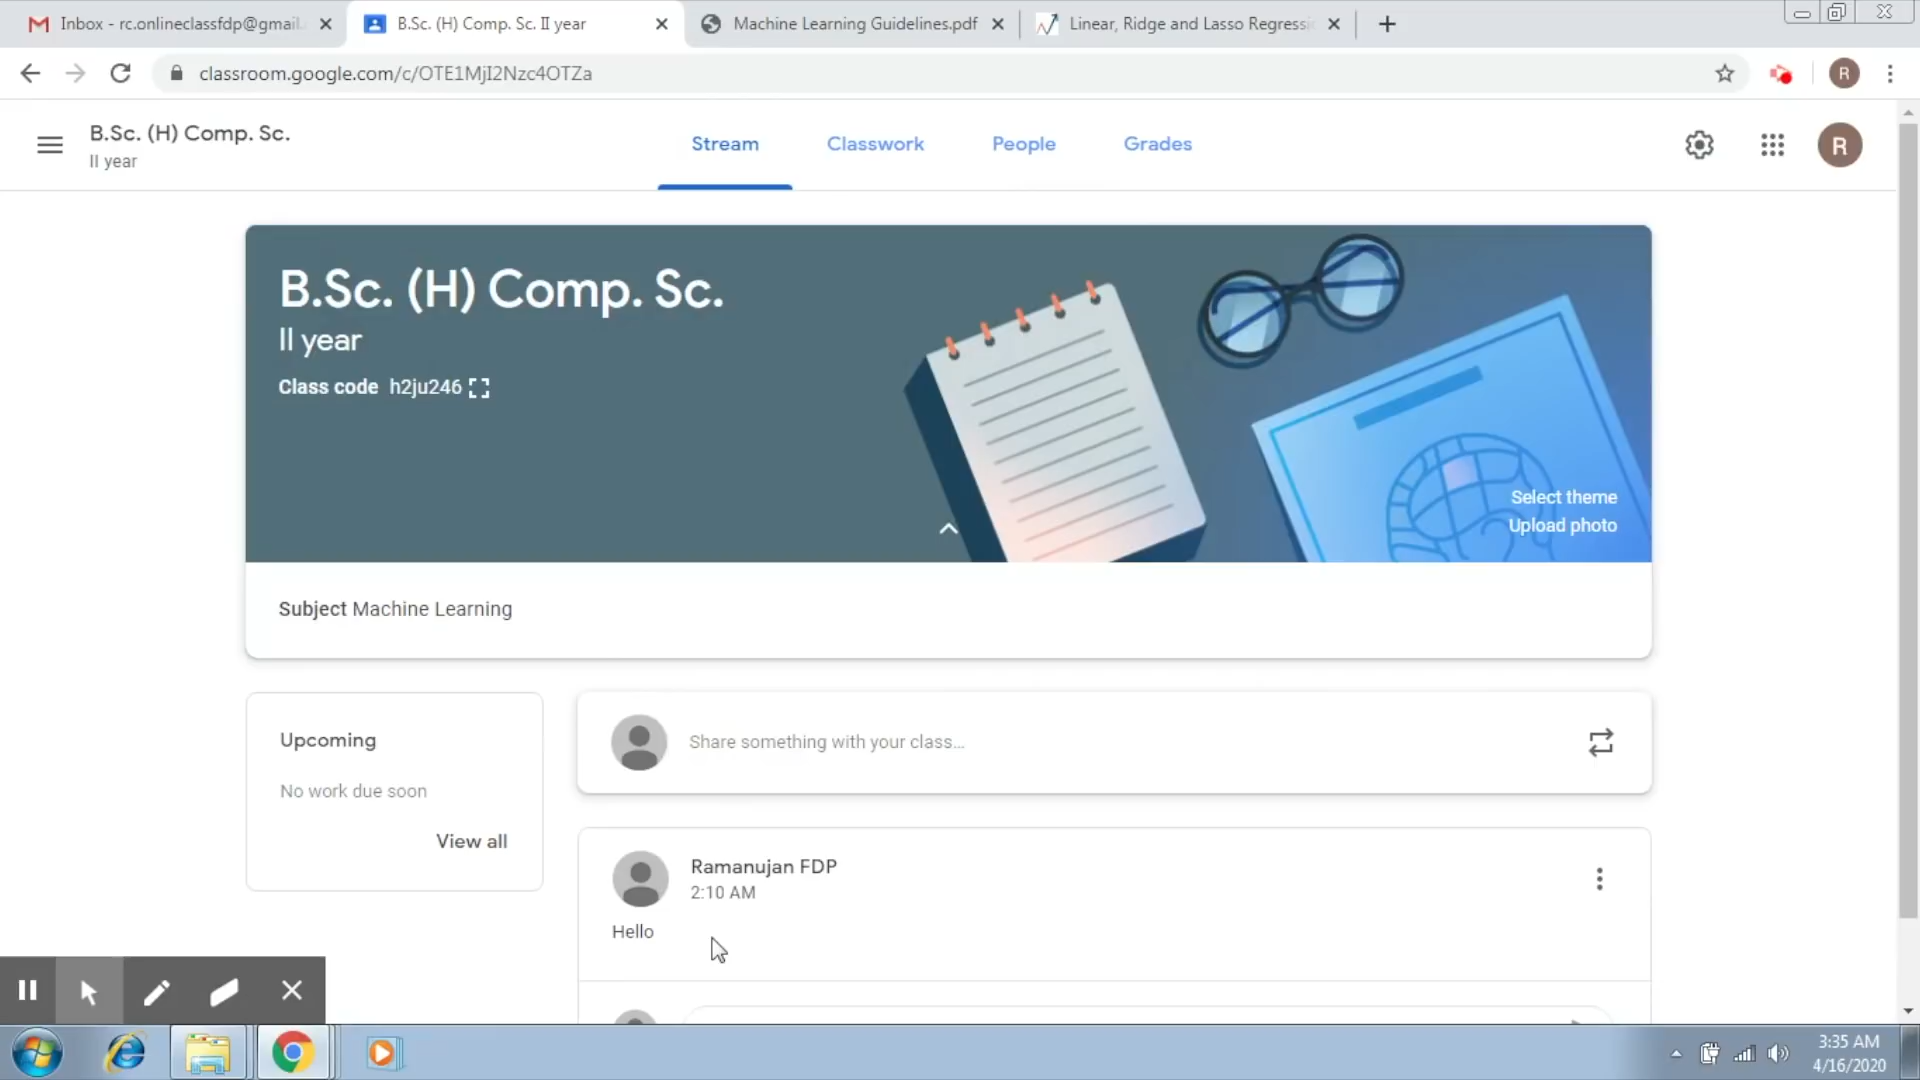 Inbox - rc.onlineclassfdp@gmail.
B.Sc. (H) Comp. Sc. II year
Machine Learning Guidelines.pdf
Linear, Ridge and Lasso Regressi
classroom.google.com/c/OTE1MjI2Nzc4OTZa
R
B.Sc. (H) Comp. Sc.
II year
Stream
Classwork
People
Grades
R
B.Sc. (H) Comp. Sc.
II year
Class code h2ju246
Select theme
Upload photo
Subject Machine Learning
Upcoming
No work due soon
View all
Share something with your class…
Ramanujan FDP
2:10 AM
Hello
3:35 AM
4/16/2020